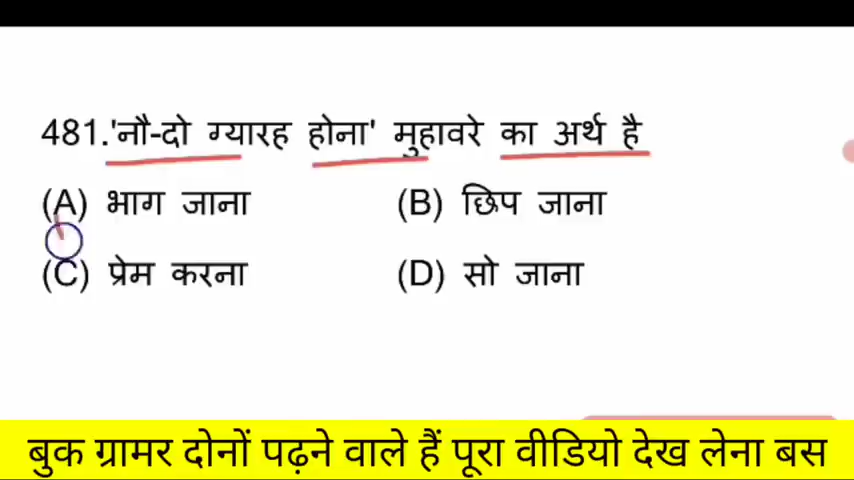 481.'नौ-दो ग्यारह होना' मुहावरे का अर्थ है
(A) भाग जाना (B) छिप जाना
(C) प्रेम करना (D) सो जाना
बुक ग्रामर दोनों पढ़ने वाले हैं पूरा वीडियो देख लेना बस